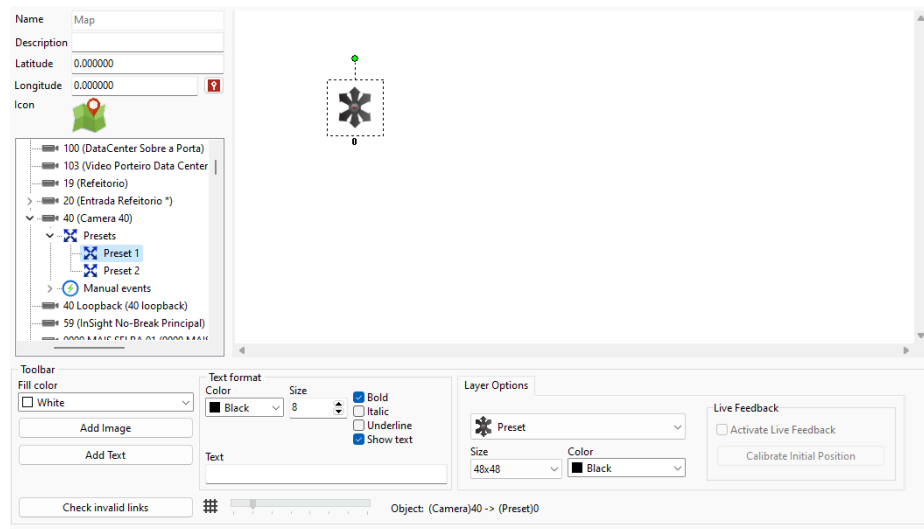 Name
Map
Description
Latitude
0.000000
Longitude
0.000000
Icon
100 (DataCenter Sobre a Porta)
103 (Video Porteiro Data Center
19 (Refeitorio)
20 (Entrada Refeitorio *)
40 (Camera 40)
Presets
Preset 1
Preset 2
Manual events
40 Loopback (40 loopback)
59 (InSight No-Break Principal)
0
Toolbar
Fill color
White
Add Image
Add Text
Check invalid links
Text format
Color
Size
Black
8
Bold
Italic
Underline
Show text
Text
Layer Options
Preset
Size
Color
48x48
Black
Live Feedback
Activate Live Feedback
Calibrate Initial Position
Object: (Camera)40 -> (Preset)0